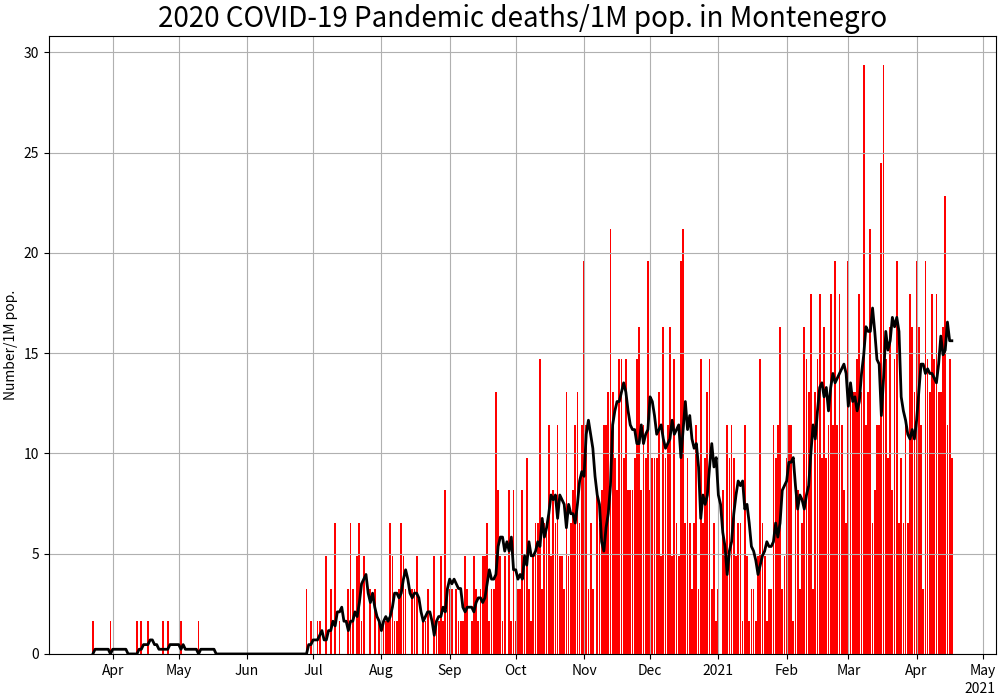 2020 COVID-19 Pandemic deaths/1M pop. in Montenegro
Number/1M pop.
30
25
20
15
10
5
0
Apr May Jun Jul Aug Sep Oct Nov Dec 2021 Feb Mar Apr May
2021